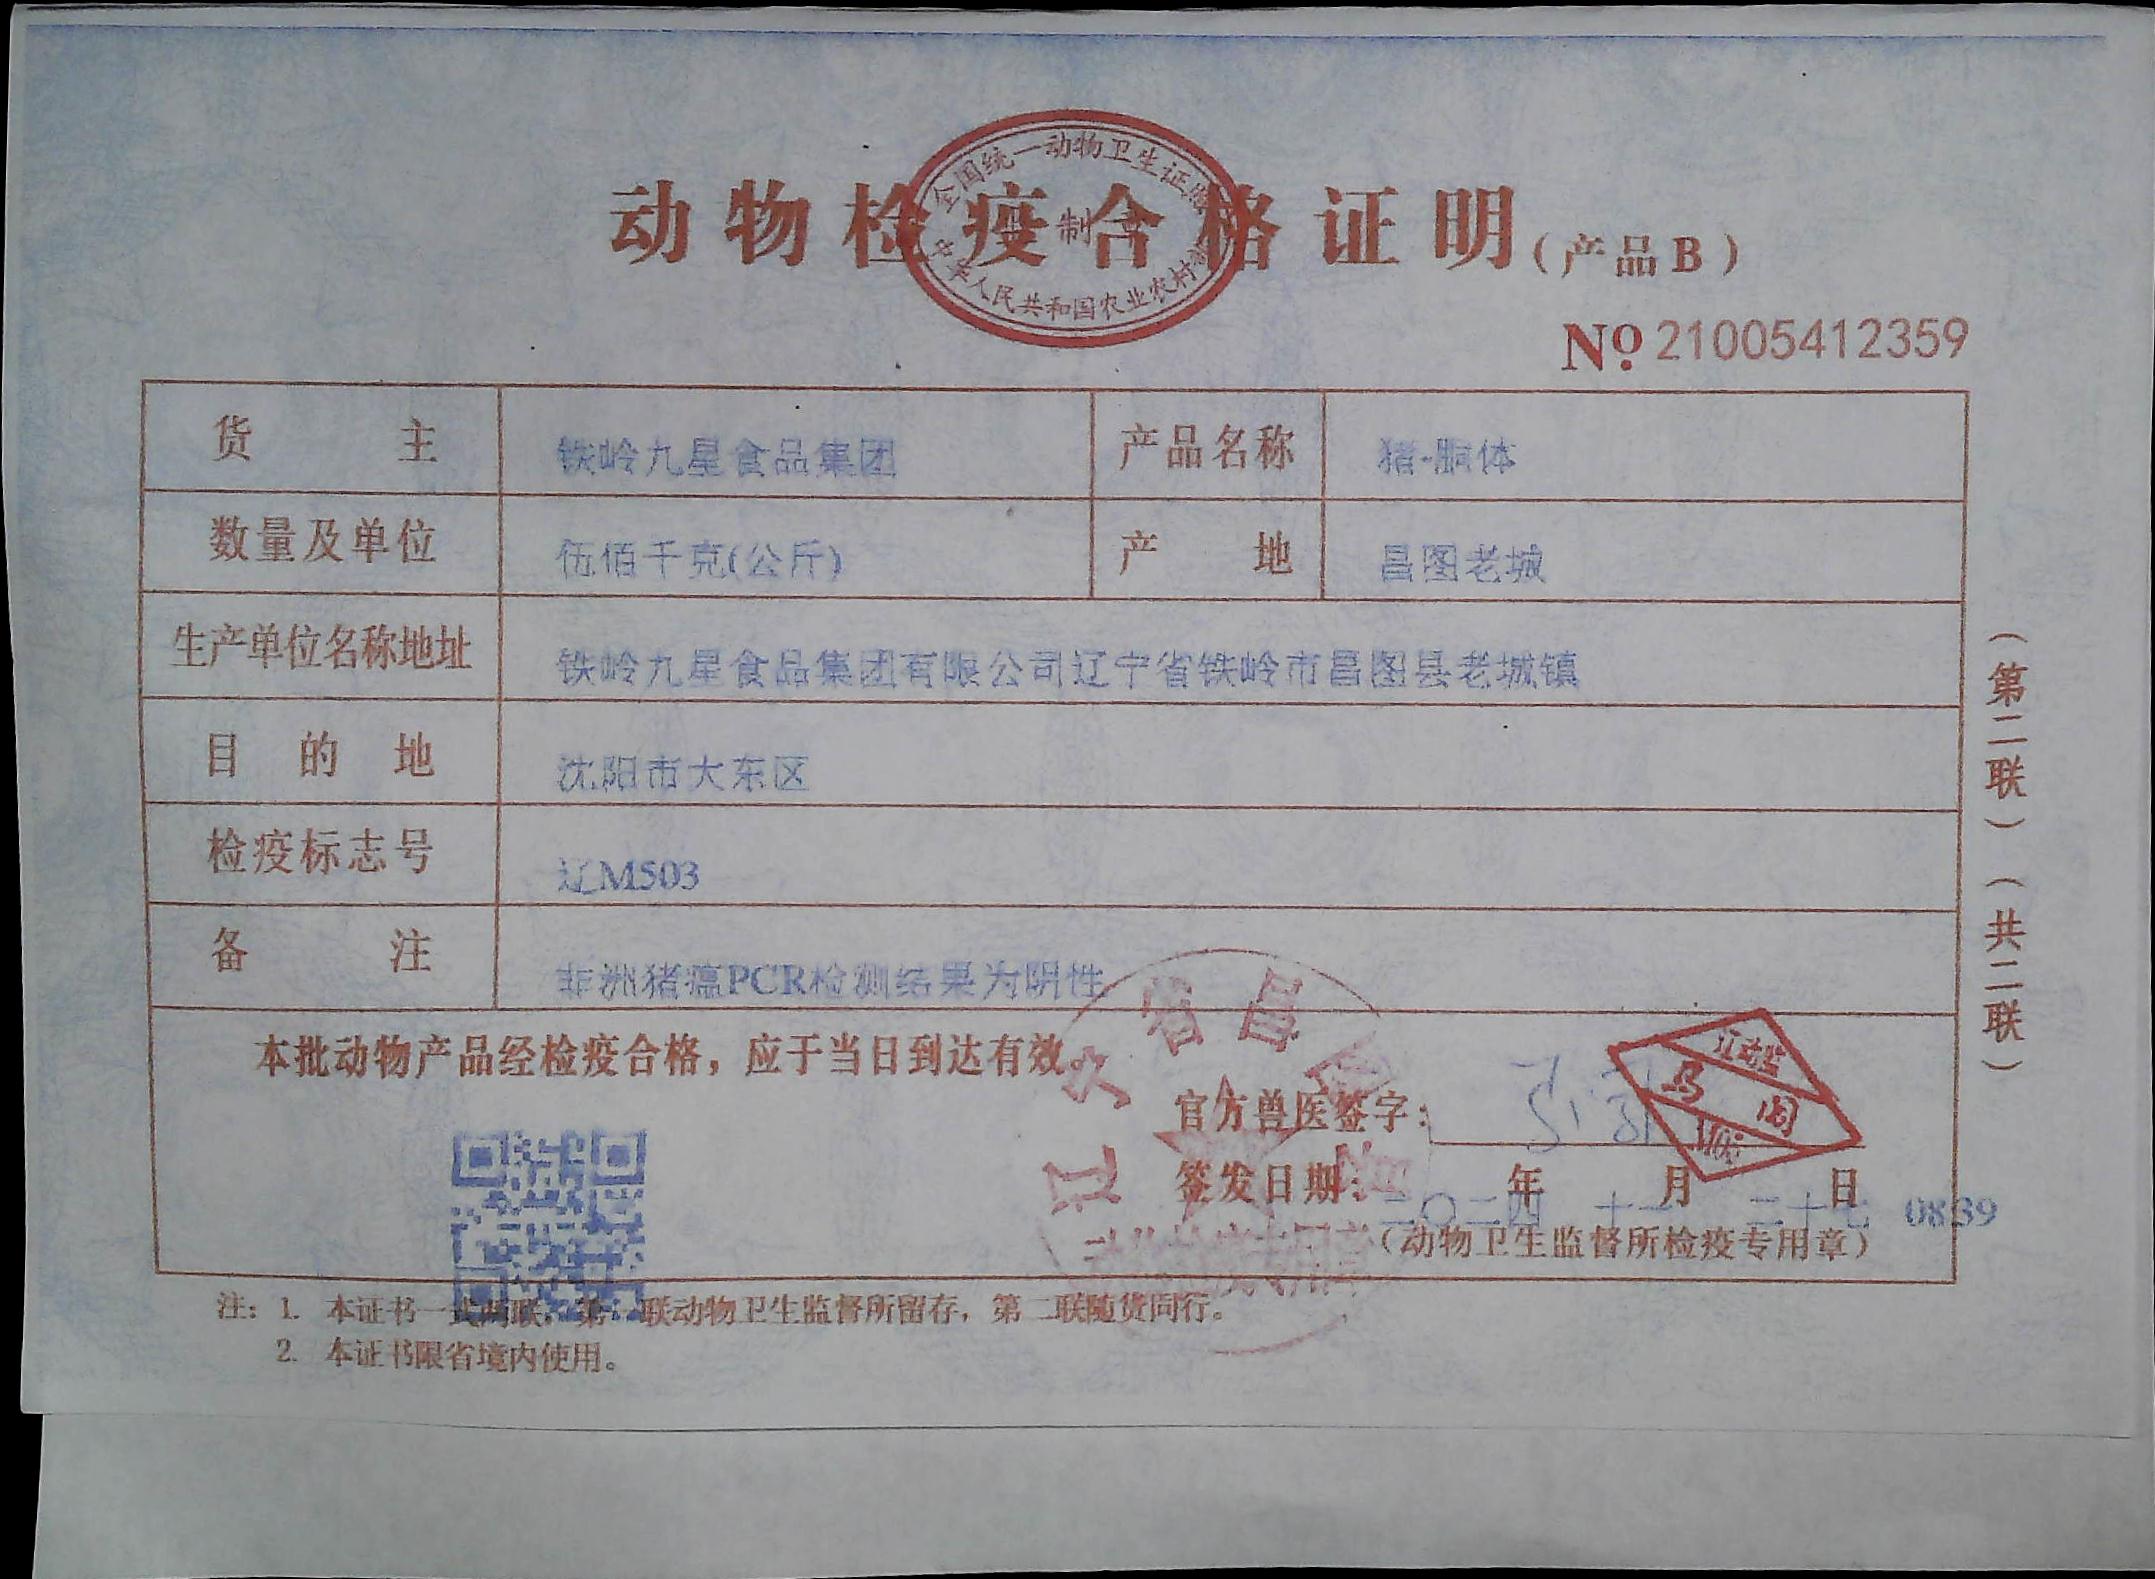 全国统一动物卫生证
制
中华人民共和国农业农村部
动物检疫合格证明(产品B)
No 21005412359
货主 铁岭九星食品集团 产品名称 猪-胴体
数量及单位 伍佰千克(公斤) 产地 昌图老城
生产单位名称地址 铁岭九星食品集团有限公司辽宁省铁岭市昌图县老城镇
目的地 沈阳市大东区
检疫标志号 辽M503
备注 非洲猪瘟PCR检测结果为阴性
本批动物产品经检疫合格，应于当日到达有效。
官方兽医签字：
签发日期： 二〇二四年 十一月 二十七日 0839
(动物卫生监督所检疫专用章)
注：1. 本证书一式两联，第一联动物卫生监督所留存，第二联随货同行。
2. 本证书限省境内使用。
(第二联)(共二联)